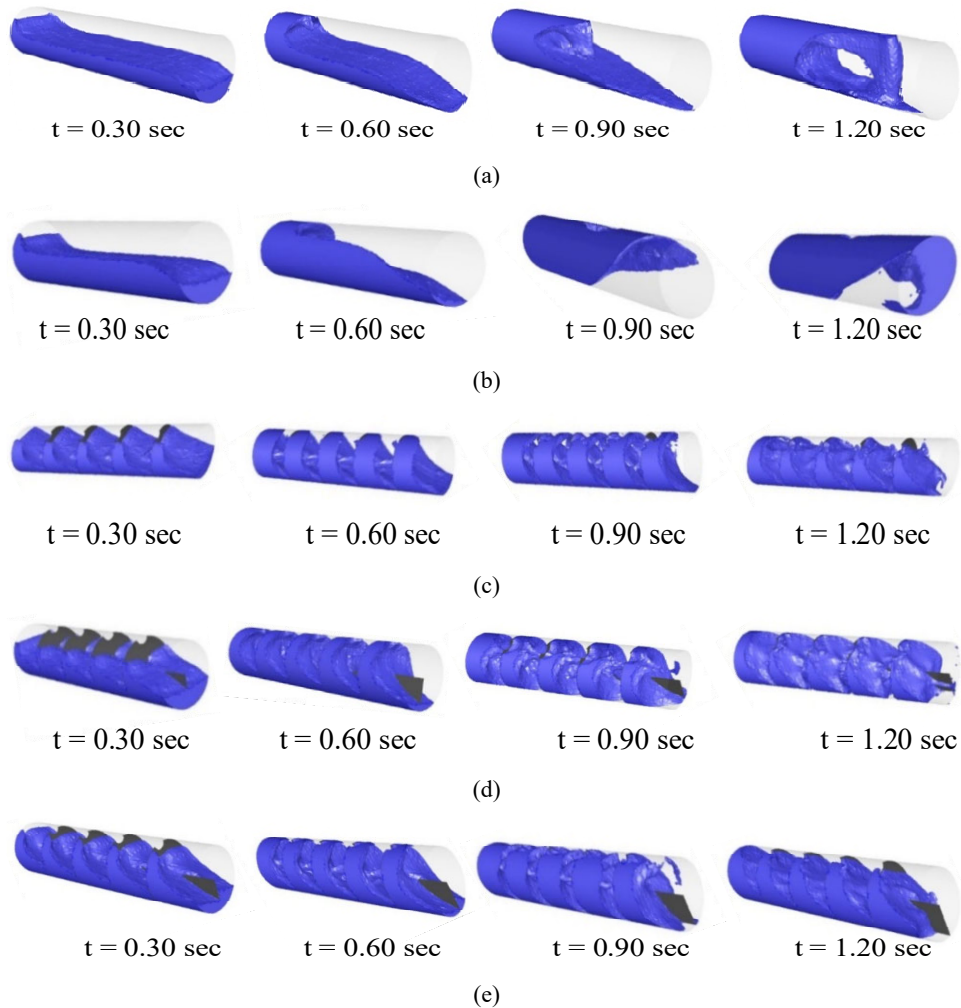 t = 0.30 sec t = 0.60 sec t = 0.90 sec t = 1.20 sec
(a)
t = 0.30 sec t = 0.60 sec t = 0.90 sec t = 1.20 sec
(b)
t = 0.30 sec t = 0.60 sec t = 0.90 sec t = 1.20 sec
(c)
t = 0.30 sec t = 0.60 sec t = 0.90 sec t = 1.20 sec
(d)
t = 0.30 sec t = 0.60 sec t = 0.90 sec t = 1.20 sec
(e)